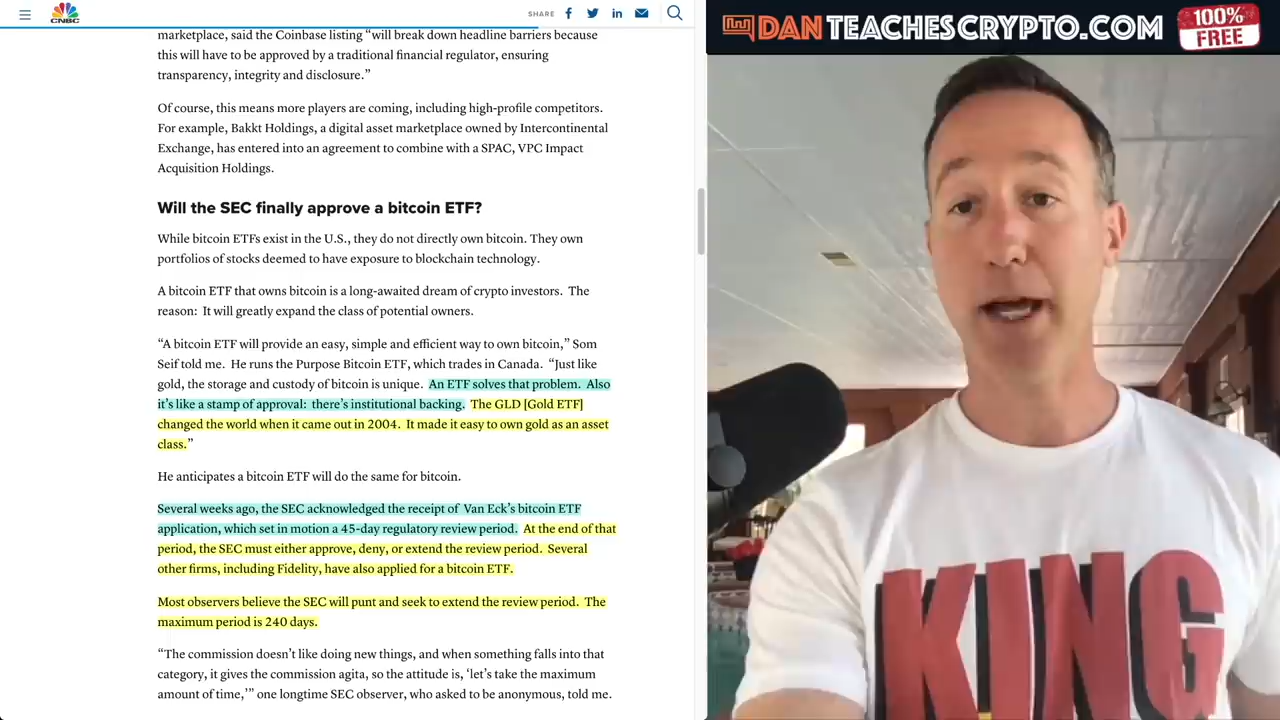 CNBC
SHARE
DANTEACHESCRYPTO.COM
100%
FREE
marketplace, said the Coinbase listing “will break down headline barriers because
this will have to be approved by a traditional financial regulator, ensuring
transparency, integrity and disclosure.”
Of course, this means more players are coming, including high-profile competitors.
For example, Bakkt Holdings, a digital asset marketplace owned by Intercontinental
Exchange, has entered into an agreement to combine with a SPAC, VPC Impact
Acquisition Holdings.
Will the SEC finally approve a bitcoin ETF?
While bitcoin ETFs exist in the U.S., they do not directly own bitcoin. They own
portfolios of stocks deemed to have exposure to blockchain technology.
A bitcoin ETF that owns bitcoin is a long-awaited dream of crypto investors. The
reason: It will greatly expand the class of potential owners.
“A bitcoin ETF will provide an easy, simple and efficient way to own bitcoin,” Som
Seif told me. He runs the Purpose Bitcoin ETF, which trades in Canada. “Just like
gold, the storage and custody of bitcoin is unique. An ETF solves that problem. Also
it’s like a stamp of approval: there’s institutional backing. The GLD [Gold ETF]
changed the world when it came out in 2004. It made it easy to own gold as an asset
class.”
He anticipates a bitcoin ETF will do the same for bitcoin.
Several weeks ago, the SEC acknowledged the receipt of Van Eck’s bitcoin ETF
application, which set in motion a 45-day regulatory review period. At the end of that
period, the SEC must either approve, deny, or extend the review period. Several
other firms, including Fidelity, have also applied for a bitcoin ETF.
Most observers believe the SEC will punt and seek to extend the review period. The
maximum period is 240 days.
“The commission doesn’t like doing new things, and when something falls into that
category, it gives the commission agita, so the attitude is, ‘let’s take the maximum
amount of time,’” one longtime SEC observer, who asked to be anonymous, told me.
KING